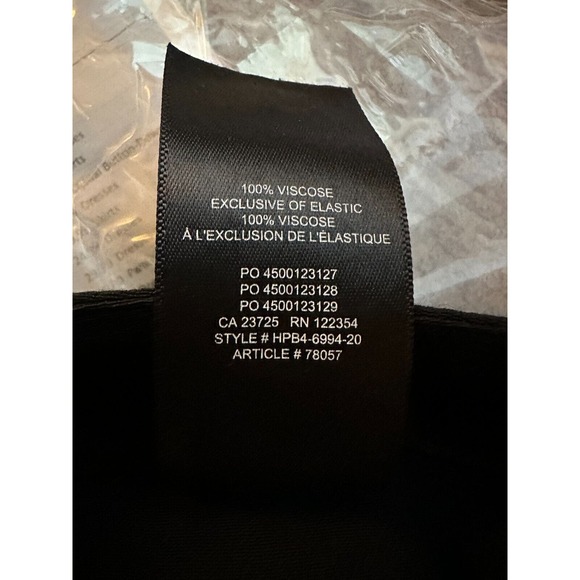 100% VISCOSE
EXCLUSIVE OF ELASTIC
100% VISCOSE
À L'EXCLUSION DE L'ÉLASTIQUE
PO 4500123127
PO 4500123128
PO 4500123129
CA 23725 RN 122354
STYLE # HPB4-6994-20
ARTICLE # 78057